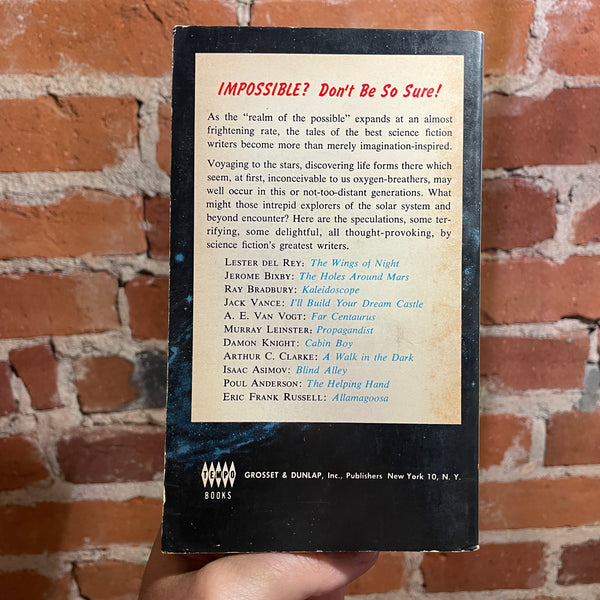 IMPOSSIBLE? Don't Be So Sure!
As the "realm of the possible" expands at an almost
frightening rate, the tales of the best science fiction
writers become more than merely imagination-inspired.
Voyaging to the stars, discovering life forms there which
seem, at first, inconceivable to us oxygen-breathers, may
well occur in this or not-too-distant generations. What
might those intrepid explorers of the solar system and
beyond encounter? Here are the speculations, some ter-
rifying, some delightful, all thought-provoking, by
science fiction's greatest writers.
LESTER DEL REY: The Wings of Night
JEROME BIXBY: The Holes Around Mars
RAY BRADBURY: Kaleidoscope
JACK VANCE: I'll Build Your Dream Castle
A. E. VAN VOGT: Far Centaurus
MURRAY LEINSTER: Propagandist
DAMON KNIGHT: Cabin Boy
ARTHUR C. CLARKE: A Walk in the Dark
ISAAC ASIMOV: Blind Alley
POUL ANDERSON: The Helping Hand
ERIC FRANK RUSSELL: Allamagoosa
TEMPO
BOOKS
GROSSET & DUNLAP, Inc., Publishers New York 10, N. Y.